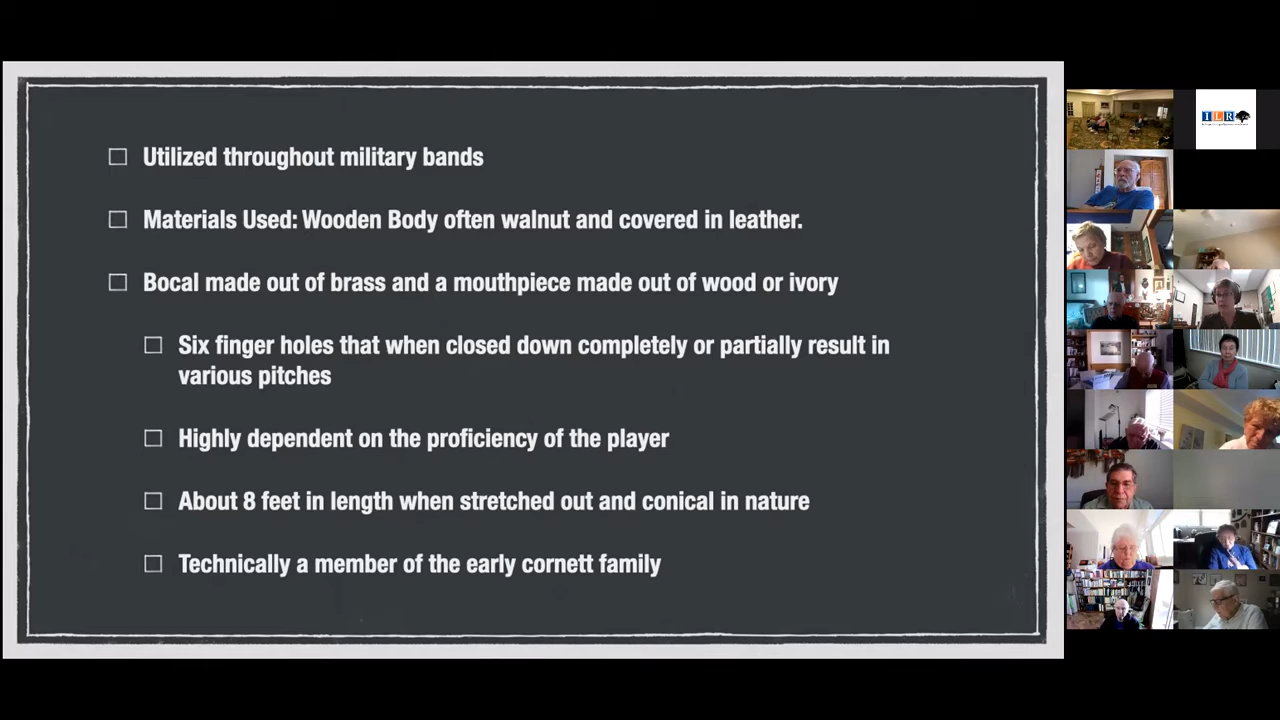 Utilized throughout military bands
Materials Used: Wooden Body often walnut and covered in leather.
Bocal made out of brass and a mouthpiece made out of wood or ivory
Six finger holes that when closed down completely or partially result in
various pitches
Highly dependent on the proficiency of the player
About 8 feet in length when stretched out and conical in nature
Technically a member of the early cornett family
ILR